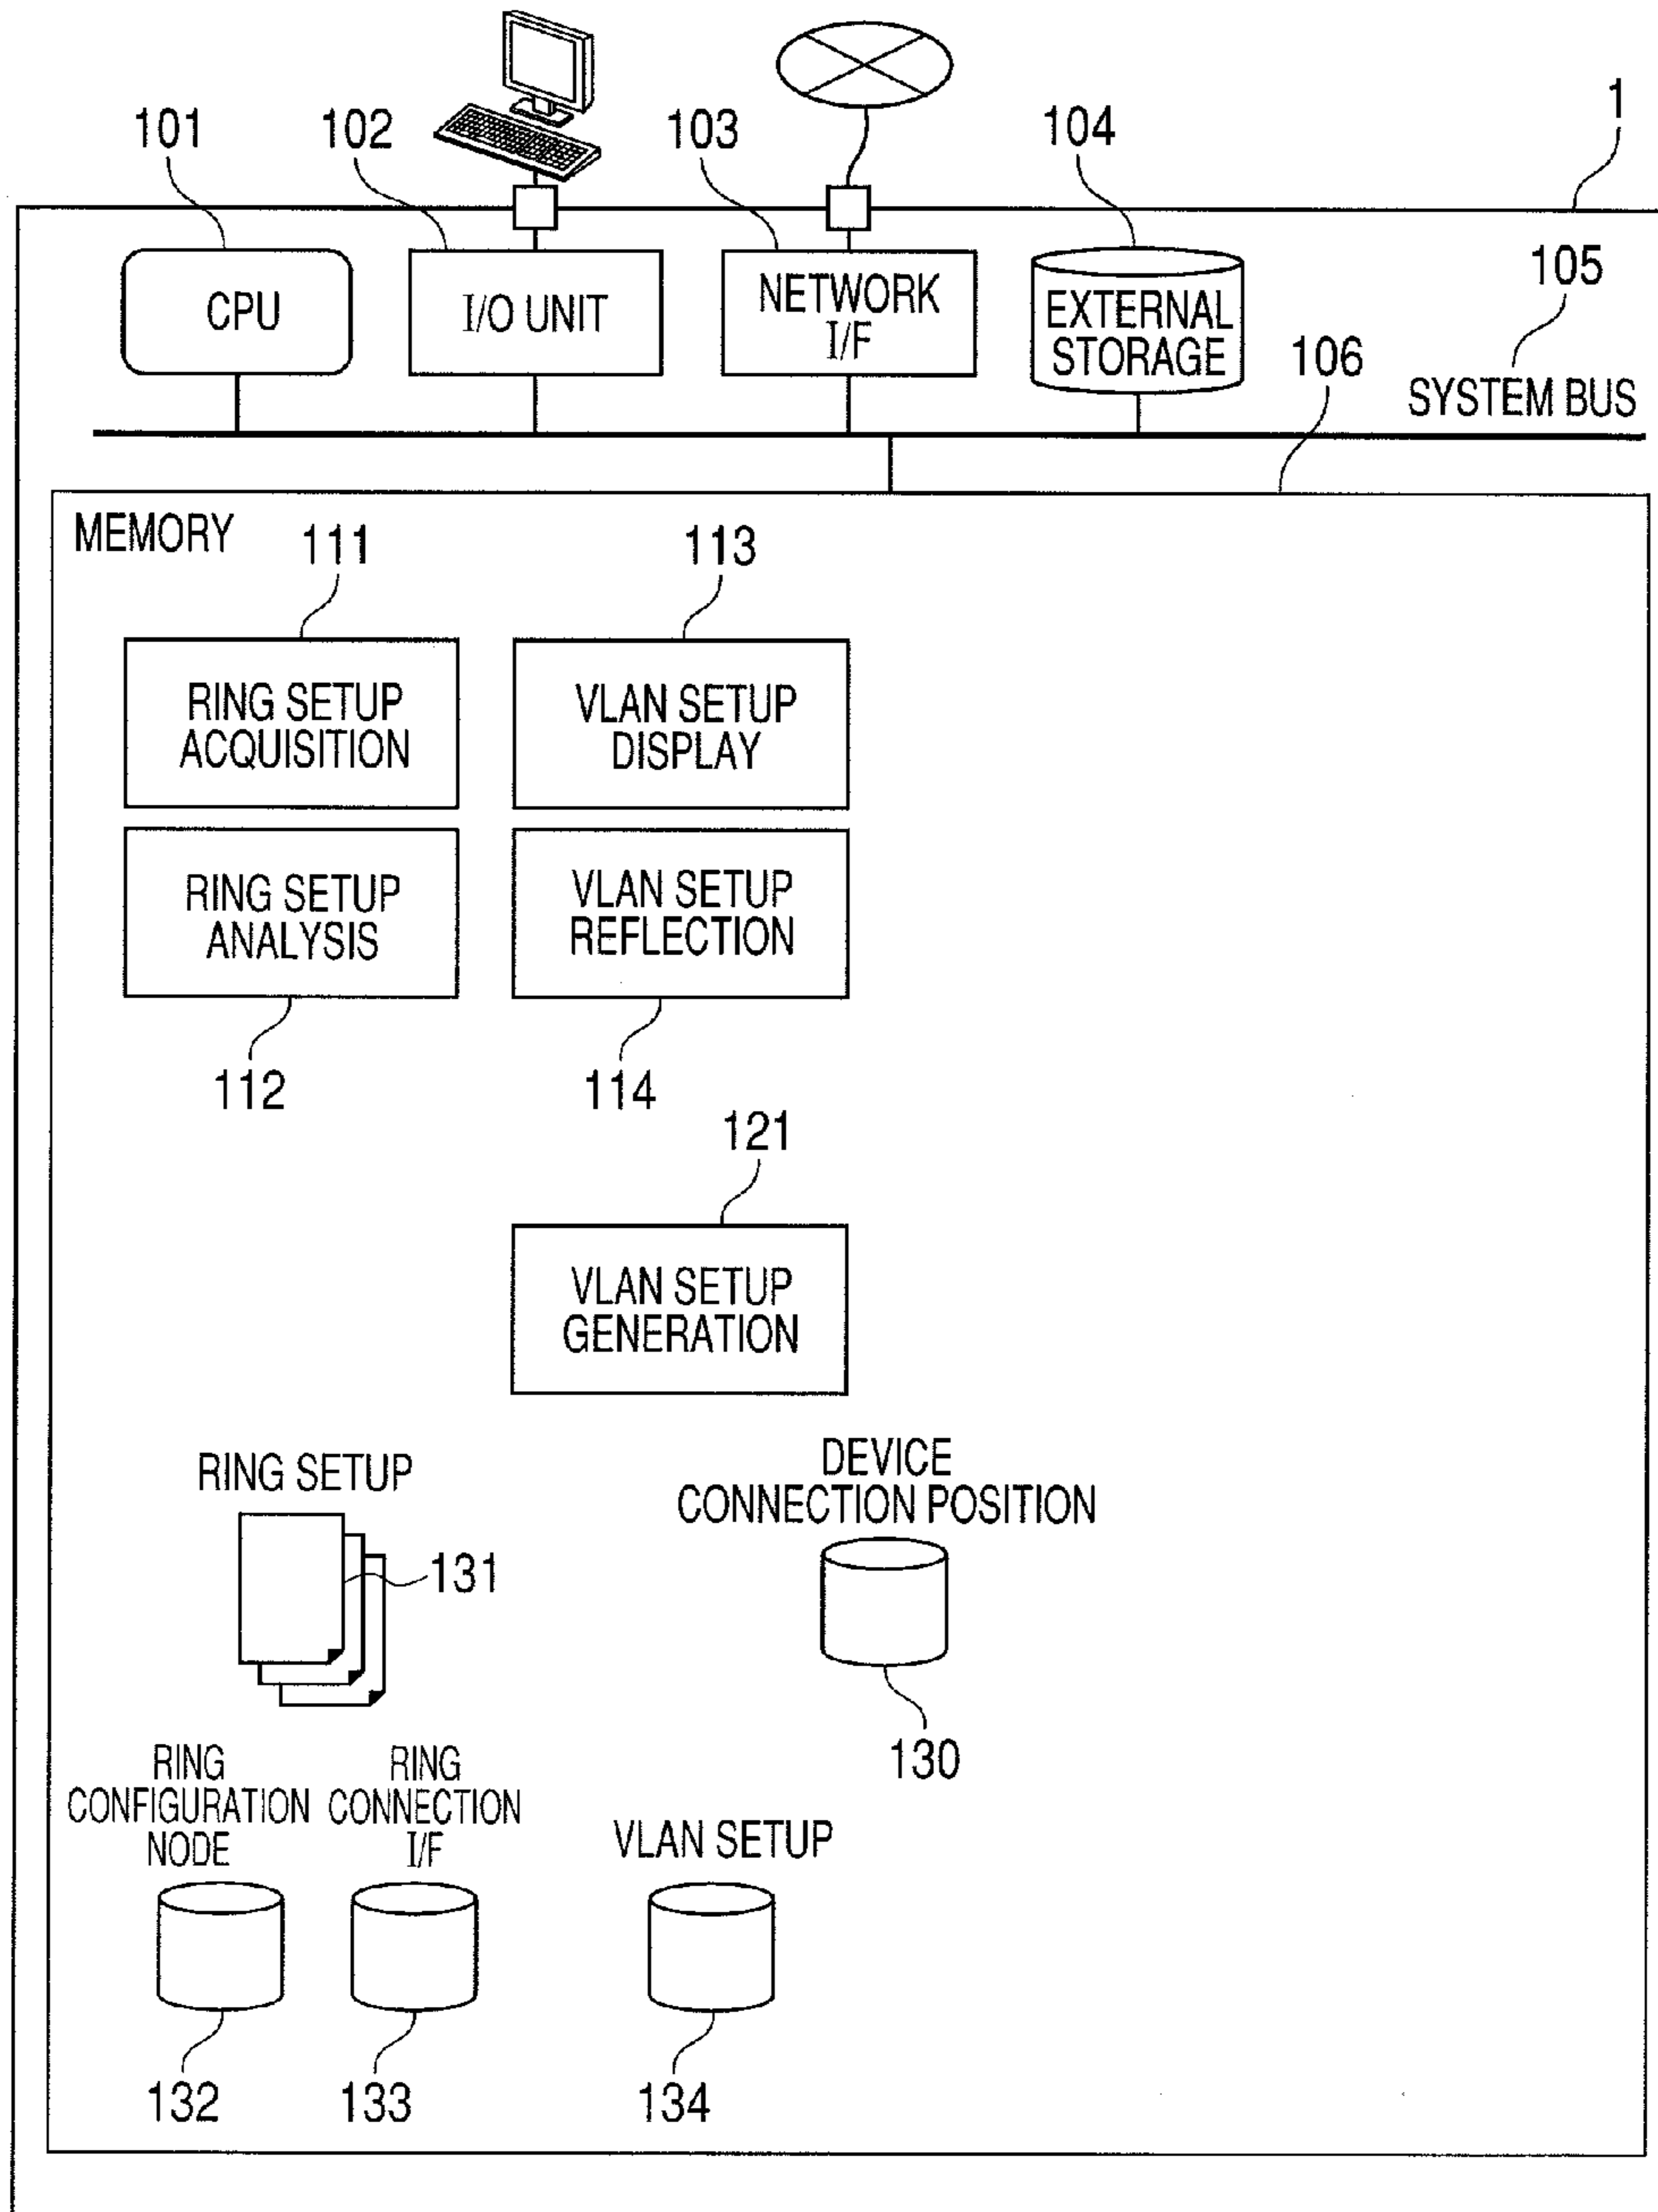 1
101
102
103
104
105
CPU
I/O UNIT
NETWORK
I/F
EXTERNAL
STORAGE
106
SYSTEM BUS
MEMORY
111
113
RING SETUP
ACQUISITION
VLAN SETUP
DISPLAY
RING SETUP
ANALYSIS
VLAN SETUP
REFLECTION
112
114
121
VLAN SETUP
GENERATION
RING SETUP
131
DEVICE
CONNECTION POSITION
130
RING
CONFIGURATION
NODE
RING
CONNECTION
I/F
VLAN SETUP
132
133
134